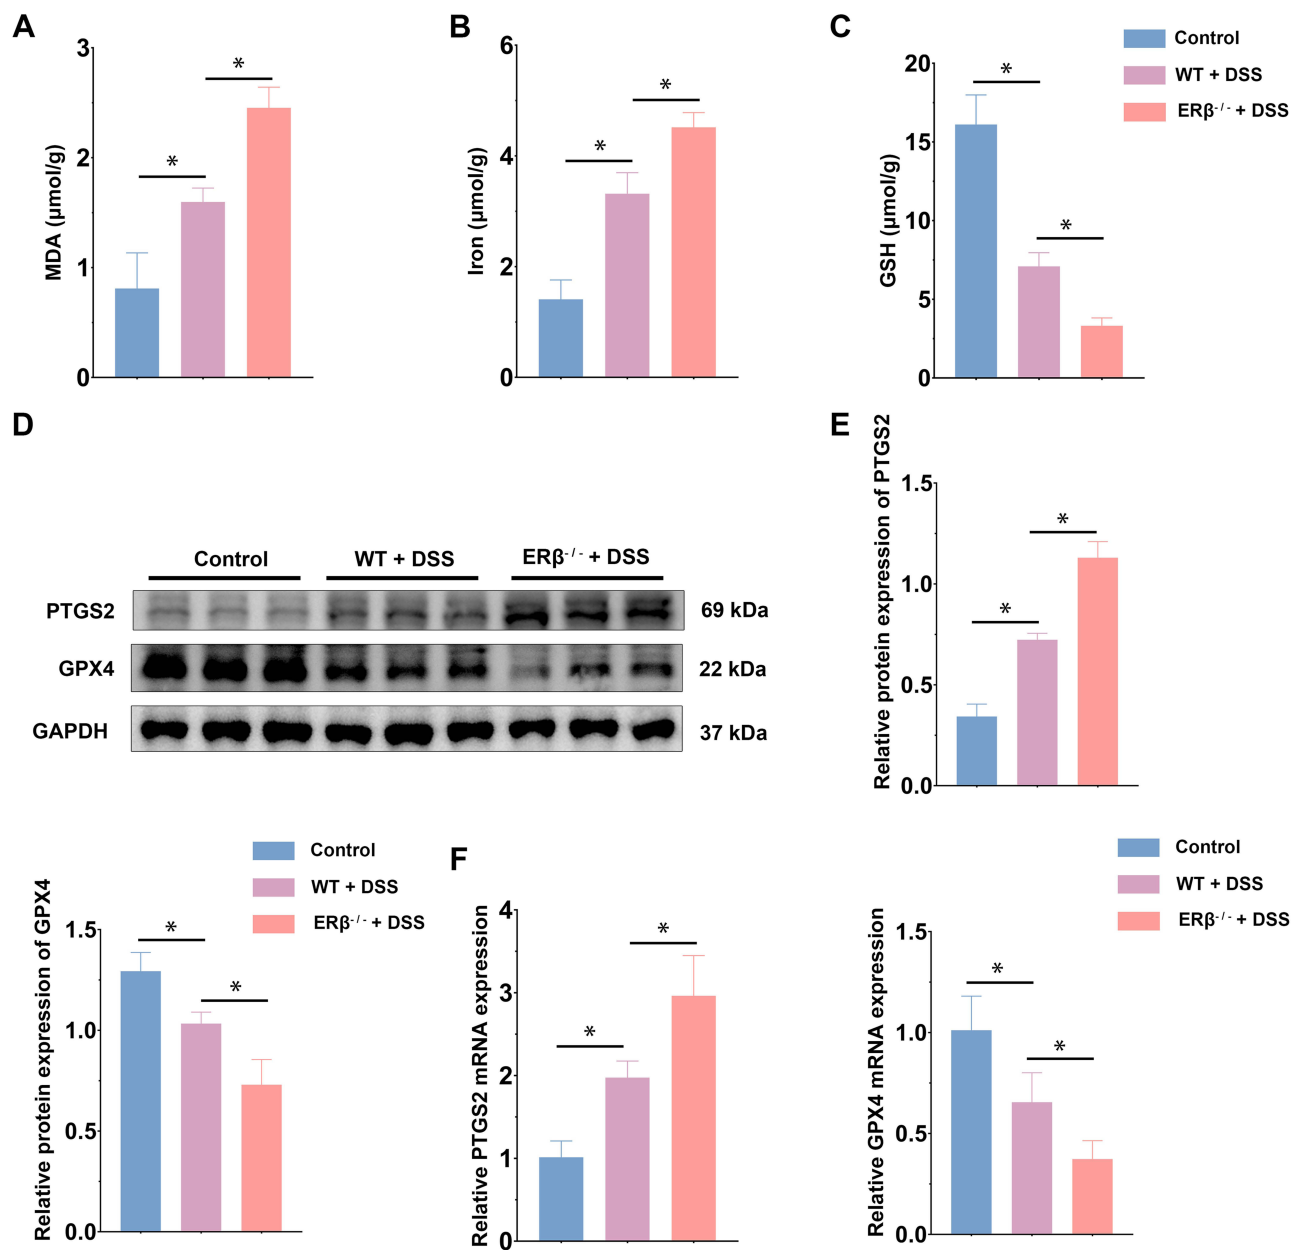 A
MDA (µmol/g)
3
2
1
0
*
*
B
Iron (µmol/g)
6
4
2
0
*
*
C
GSH (µmol/g)
20
15
10
5
0
*
*
Control
WT + DSS
ERβ-/- + DSS
D
Control
WT + DSS
ERβ-/- + DSS
PTGS2
69 kDa
GPX4
22 kDa
GAPDH
37 kDa
E
Relative protein expression of PTGS2
1.5
1.0
0.5
0.0
*
*
Relative protein expression of GPX4
1.5
1.0
0.5
0.0
*
*
Control
WT + DSS
ERβ-/- + DSS
F
Relative PTGS2 mRNA expression
4
3
2
1
0
*
*
Relative GPX4 mRNA expression
1.5
1.0
0.5
0.0
*
*
Control
WT + DSS
ERβ-/- + DSS